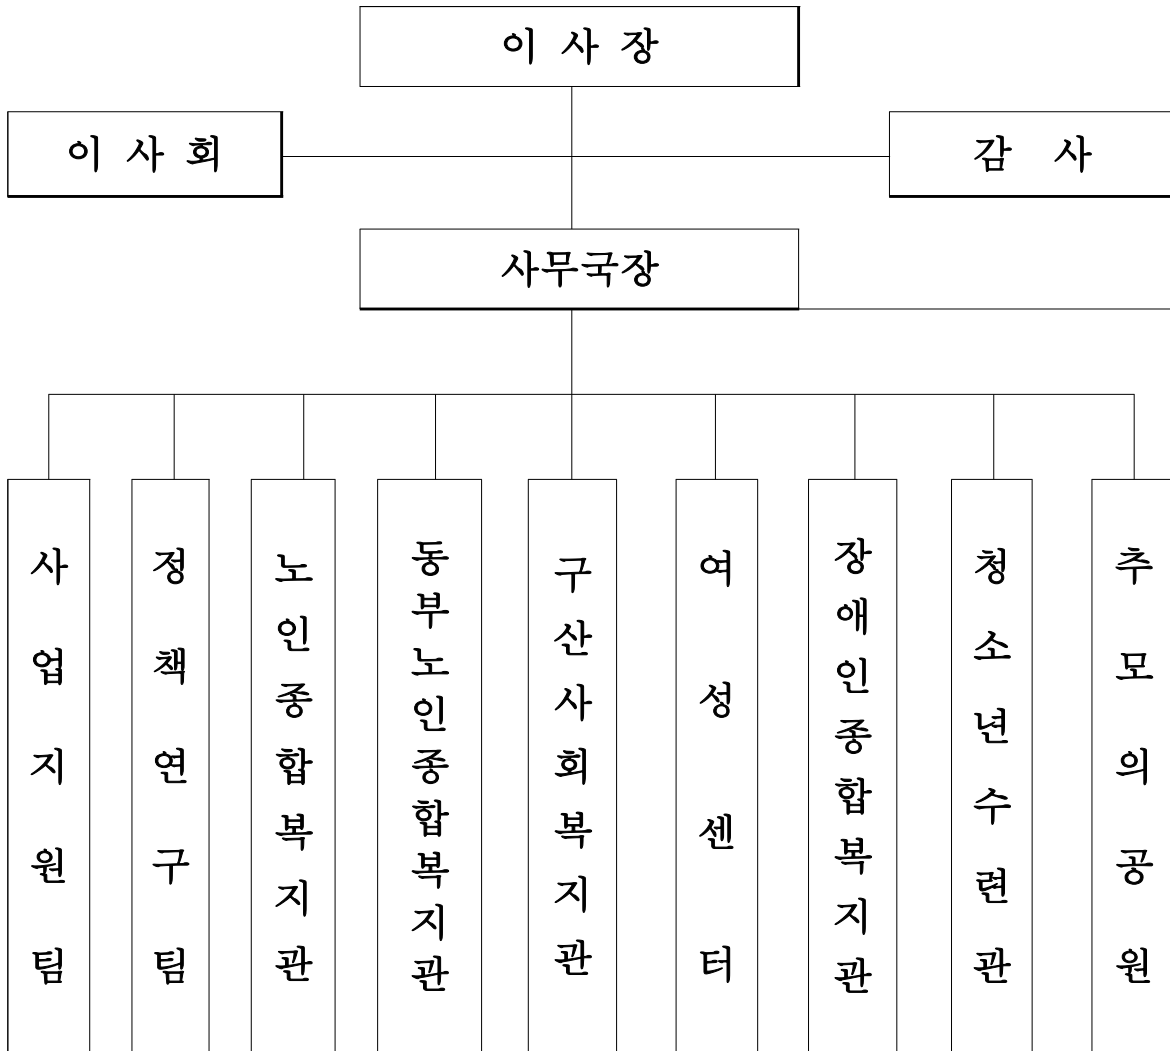 이 사 장
이 사 회
감 사
사무국장
사업지원팀
정책연구팀
노인종합복지관
동부노인종합복지관
구산사회복지관
여성센터
장애인종합복지관
청소년수련관
추모의공원